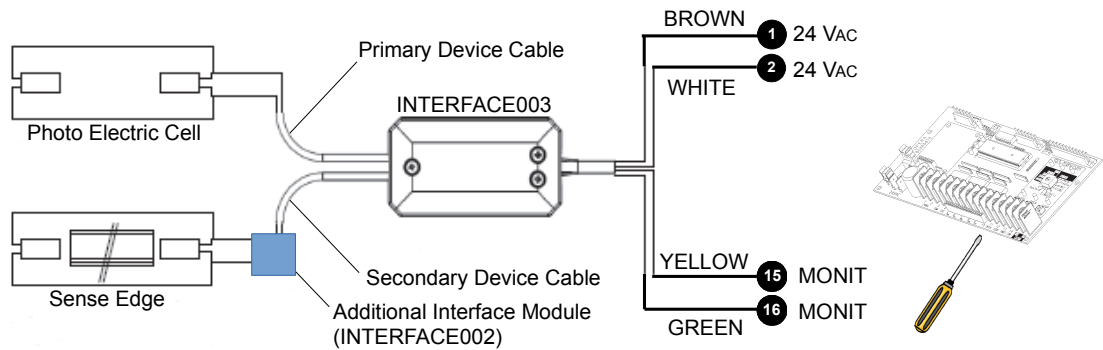 BROWN
1 24 VAC
Primary Device Cable
2 24 VAC
WHITE
INTERFACE003
Photo Electric Cell
YELLOW
15 MONIT
Secondary Device Cable
Sense Edge
Additional Interface Module
(INTERFACE002)
16 MONIT
GREEN